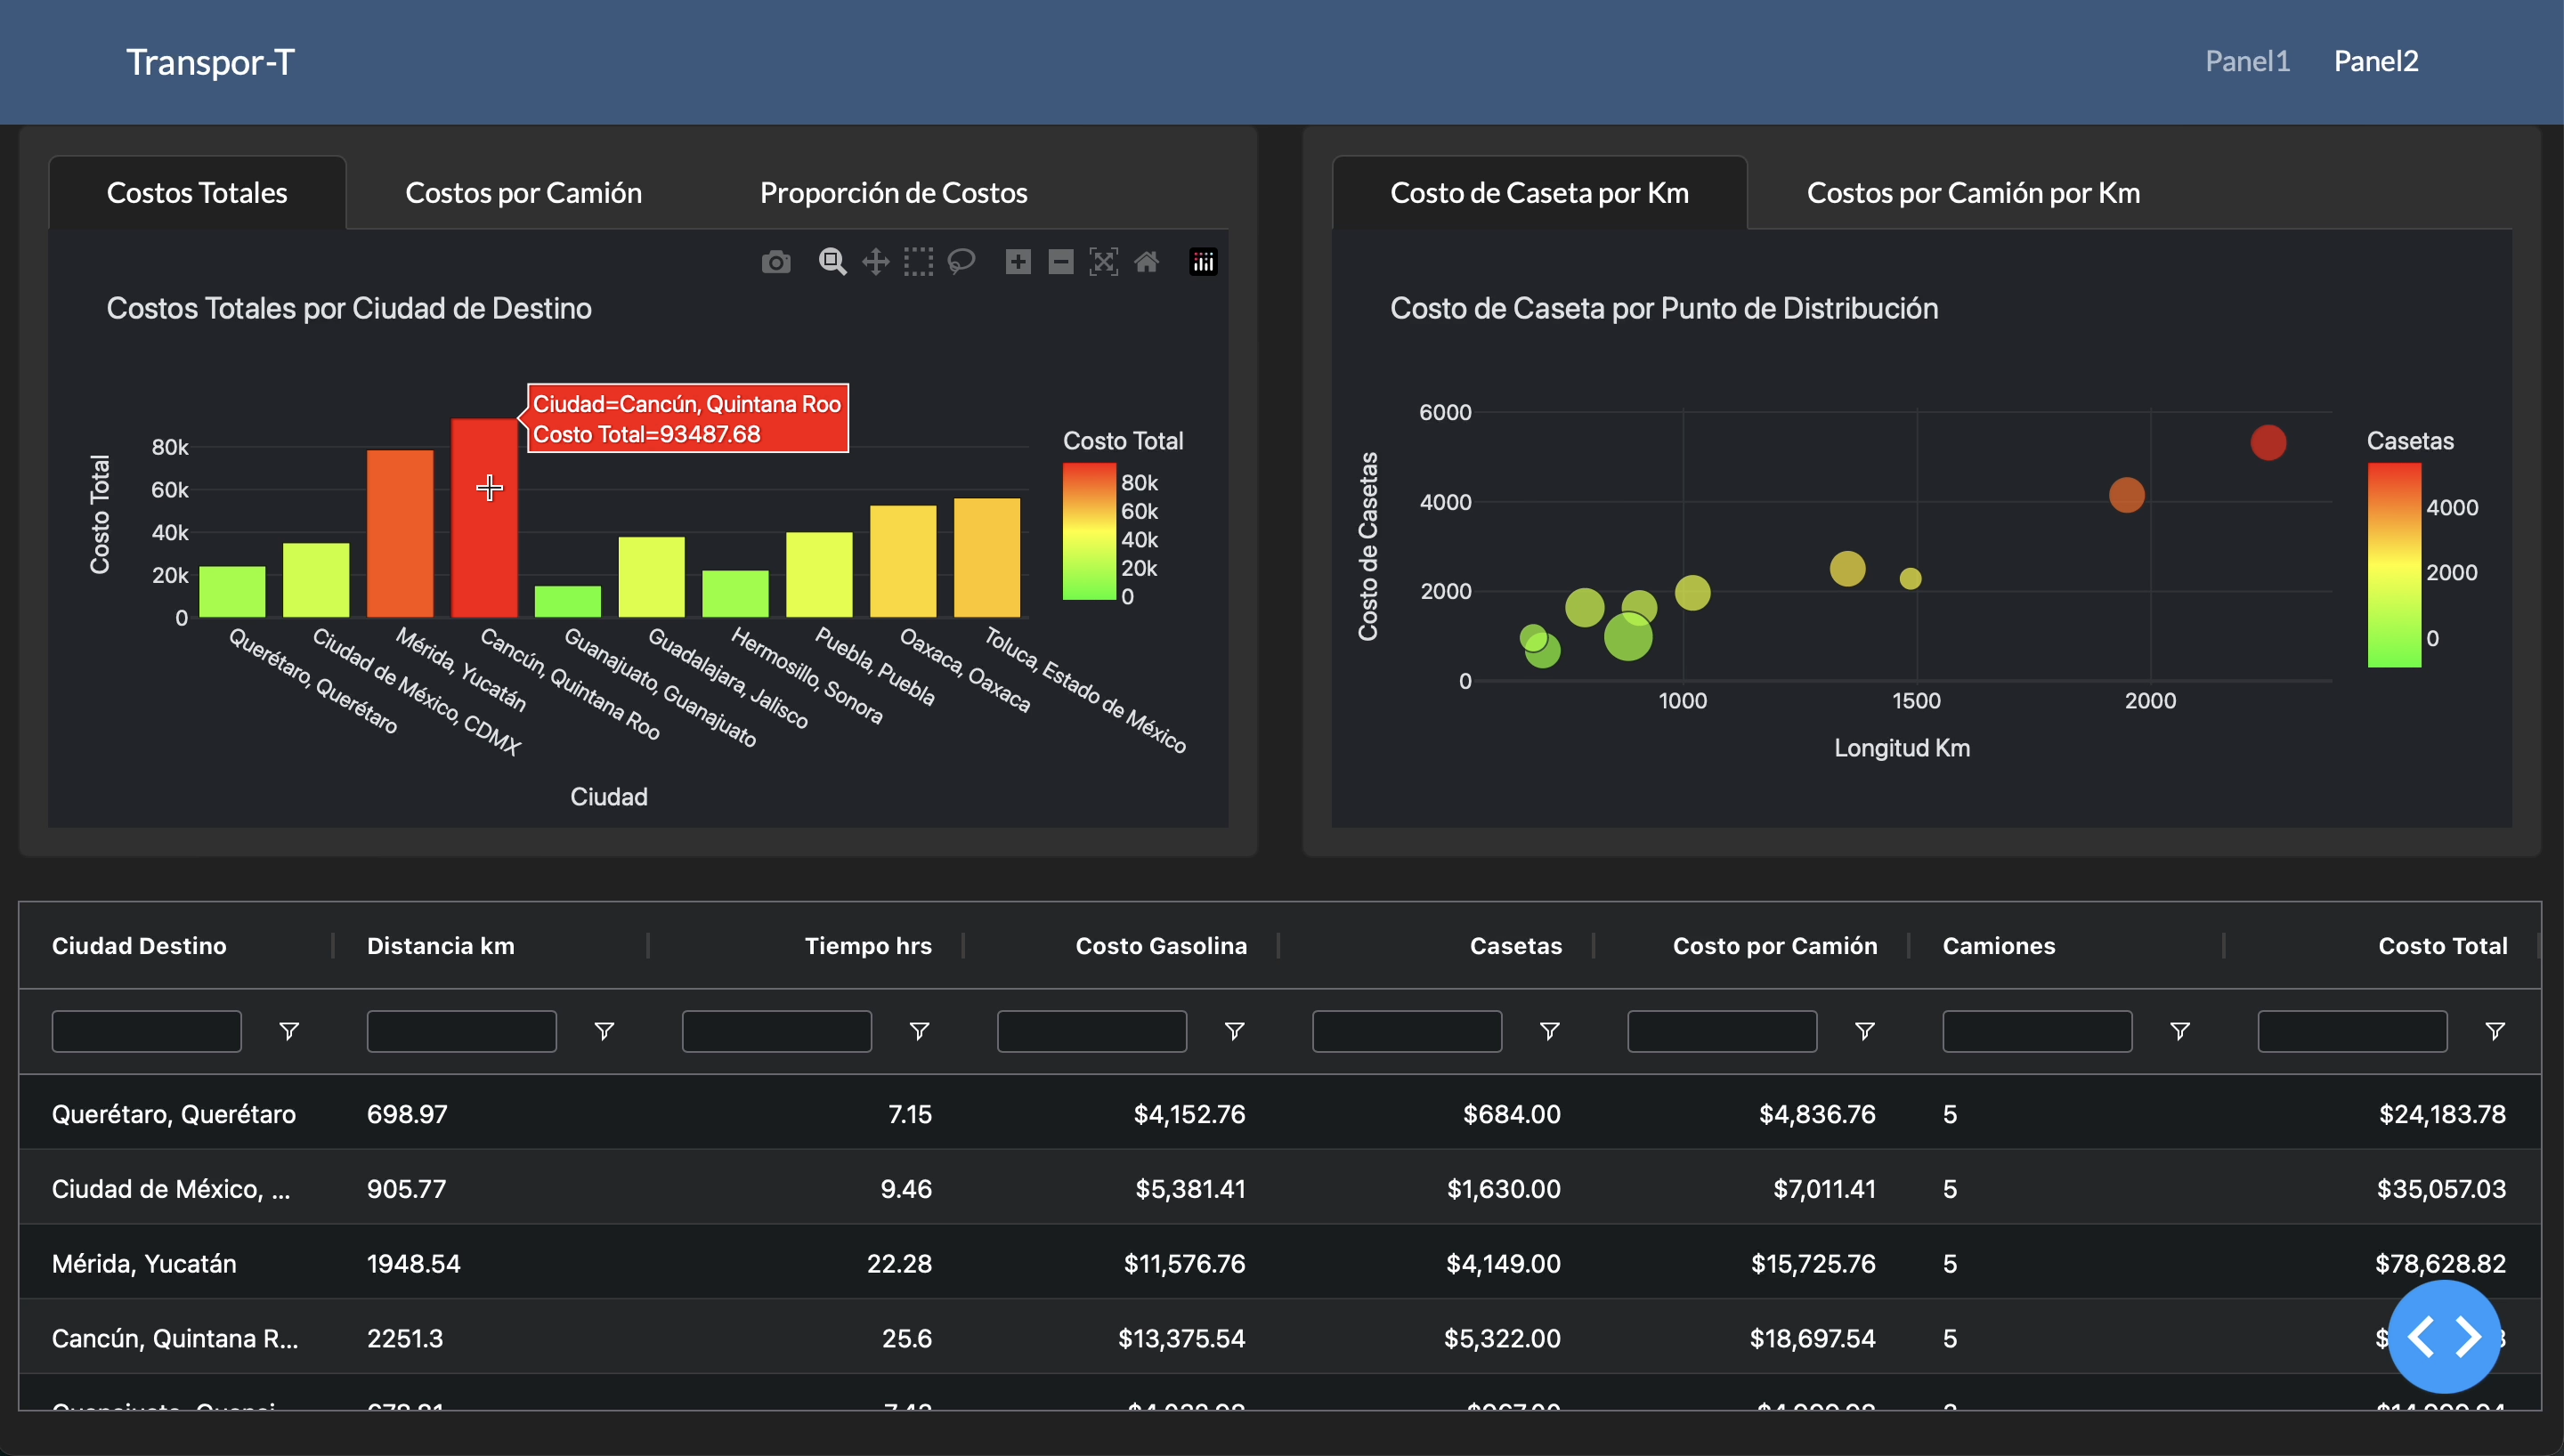 Transpor-T
Panel1 Panel2
Costos Totales Costos por Camión Proporción de Costos
Costos Totales por Ciudad de Destino
Ciudad=Cancún, Quintana Roo
Costo Total=93487.68
Costo Total
80k
60k
40k
20k
0
Querétaro, Querétaro
Ciudad de México, CDMX
Mérida, Yucatán
Cancún, Quintana Roo
Guanajuato, Guanajuato
Guadalajara, Jalisco
Hermosillo, Sonora
Puebla, Puebla
Oaxaca, Oaxaca
Toluca, Estado de México
Ciudad
Costo Total
80k
60k
40k
20k
0
Costo de Caseta por Km Costos por Camión por Km
Costo de Caseta por Punto de Distribución
Costo de Casetas
6000
4000
2000
0
1000 1500 2000
Longitud Km
Casetas
4000
2000
0
Ciudad Destino Distancia km Tiempo hrs Costo Gasolina Casetas Costo por Camión Camiones Costo Total
Querétaro, Querétaro 698.97 7.15 $4,152.76 $684.00 $4,836.76 5 $24,183.78
Ciudad de México, ... 905.77 9.46 $5,381.41 $1,630.00 $7,011.41 5 $35,057.03
Mérida, Yucatán 1948.54 22.28 $11,576.76 $4,149.00 $15,725.76 5 $78,628.82
Cancún, Quintana R... 2251.3 25.6 $13,375.54 $5,322.00 $18,697.54 5